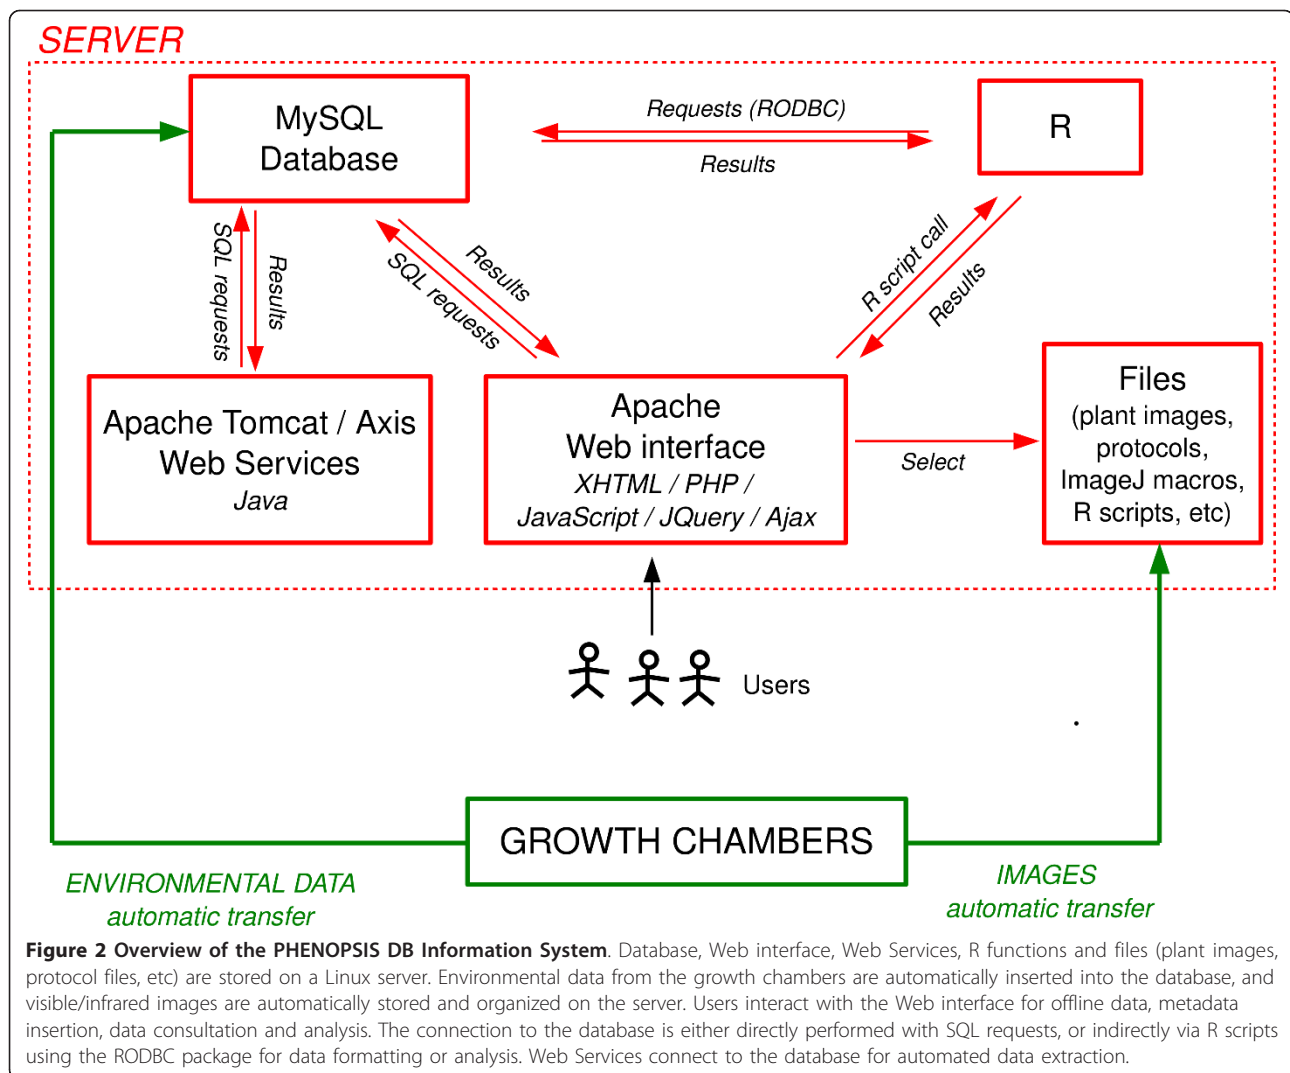 SERVER
MySQL
Database
Requests (RODBC)
Results
R
SQL requests
Results
Results
SQL requests
R script call
Results
Apache Tomcat / Axis
Web Services
Java
Apache
Web interface
XHTML / PHP /
JavaScript / JQuery / Ajax
Select
Files
(plant images,
protocols,
ImageJ macros,
R scripts, etc)
Users
GROWTH CHAMBERS
ENVIRONMENTAL DATA
automatic transfer
IMAGES
automatic transfer
Figure 2 Overview of the PHENOPSIS DB Information System. Database, Web interface, Web Services, R functions and files (plant images,
protocol files, etc) are stored on a Linux server. Environmental data from the growth chambers are automatically inserted into the database, and
visible/infrared images are automatically stored and organized on the server. Users interact with the Web interface for offline data, metadata
insertion, data consultation and analysis. The connection to the database is either directly performed with SQL requests, or indirectly via R scripts
using the RODBC package for data formatting or analysis. Web Services connect to the database for automated data extraction.